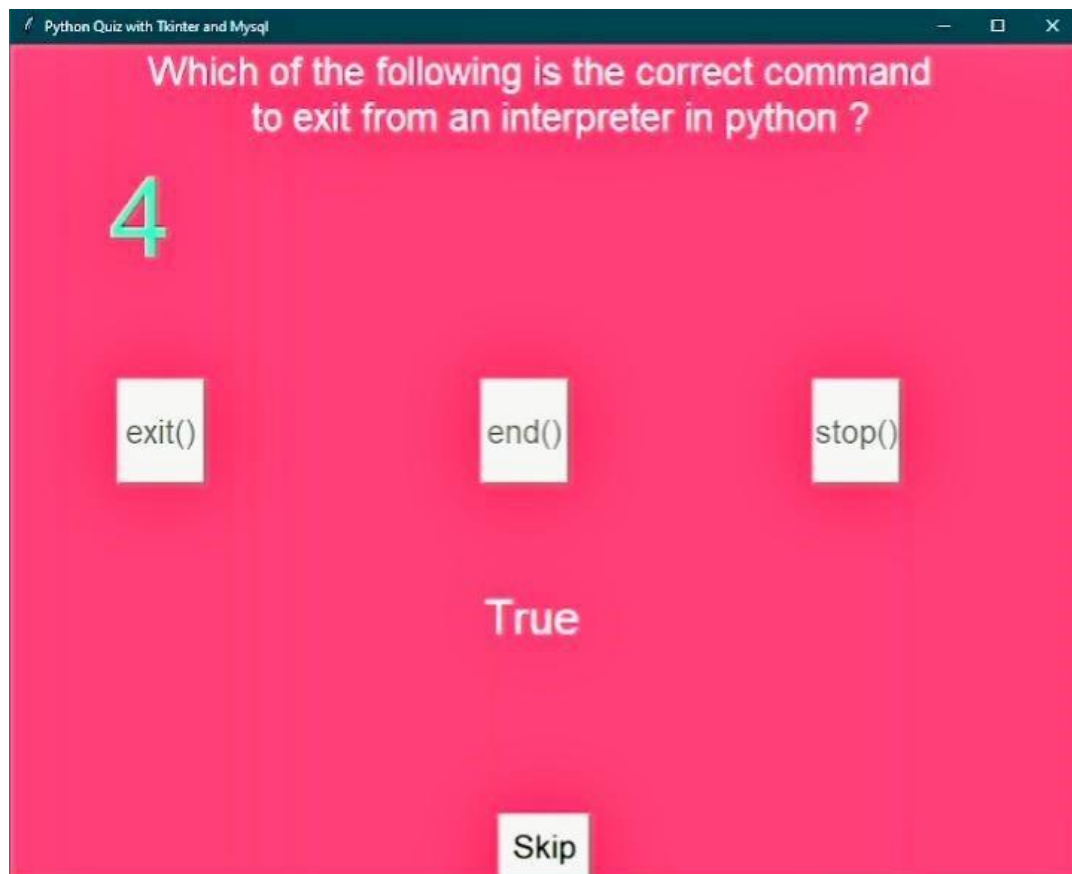 Python Quiz with Tkinter and Mysql
Which of the following is the correct command
to exit from an interpreter in python ?
4
exit()
end()
stop()
True
Skip